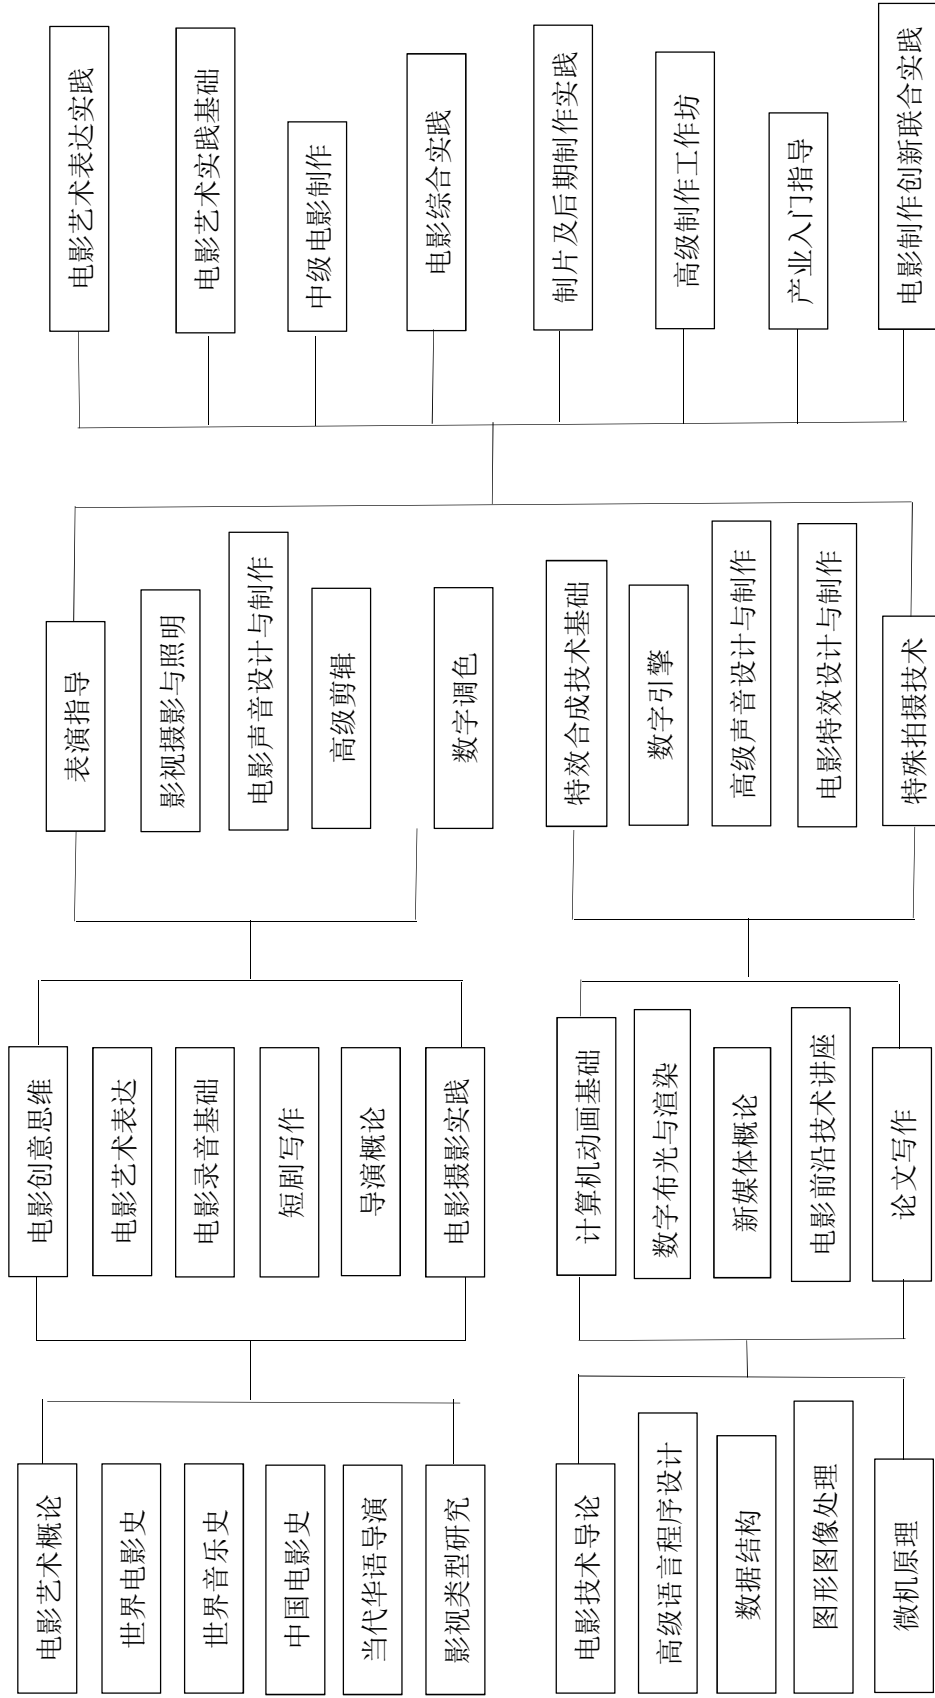 电影艺术概论
世界电影史
世界音乐史
中国电影史
当代华语导演
影视类型研究
电影技术导论
高级语言程序设计
数据结构
图形图像处理
微机原理
电影创意思维
电影艺术表达
电影录音基础
短剧写作
导演概论
电影摄影实践
计算机动画基础
数字布光与渲染
新媒体概论
电影前沿技术讲座
论文写作
表演指导
影视摄影与照明
电影声音设计与制作
高级剪辑
数字调色
特效合成技术基础
数字引擎
高级声音设计与制作
电影特效设计与制作
特殊拍摄技术
电影艺术表达实践
电影艺术实践基础
中级电影制作
电影综合实践
制片及后期制作实践
高级制作工作坊
产业入门指导
电影制作创新联合实践